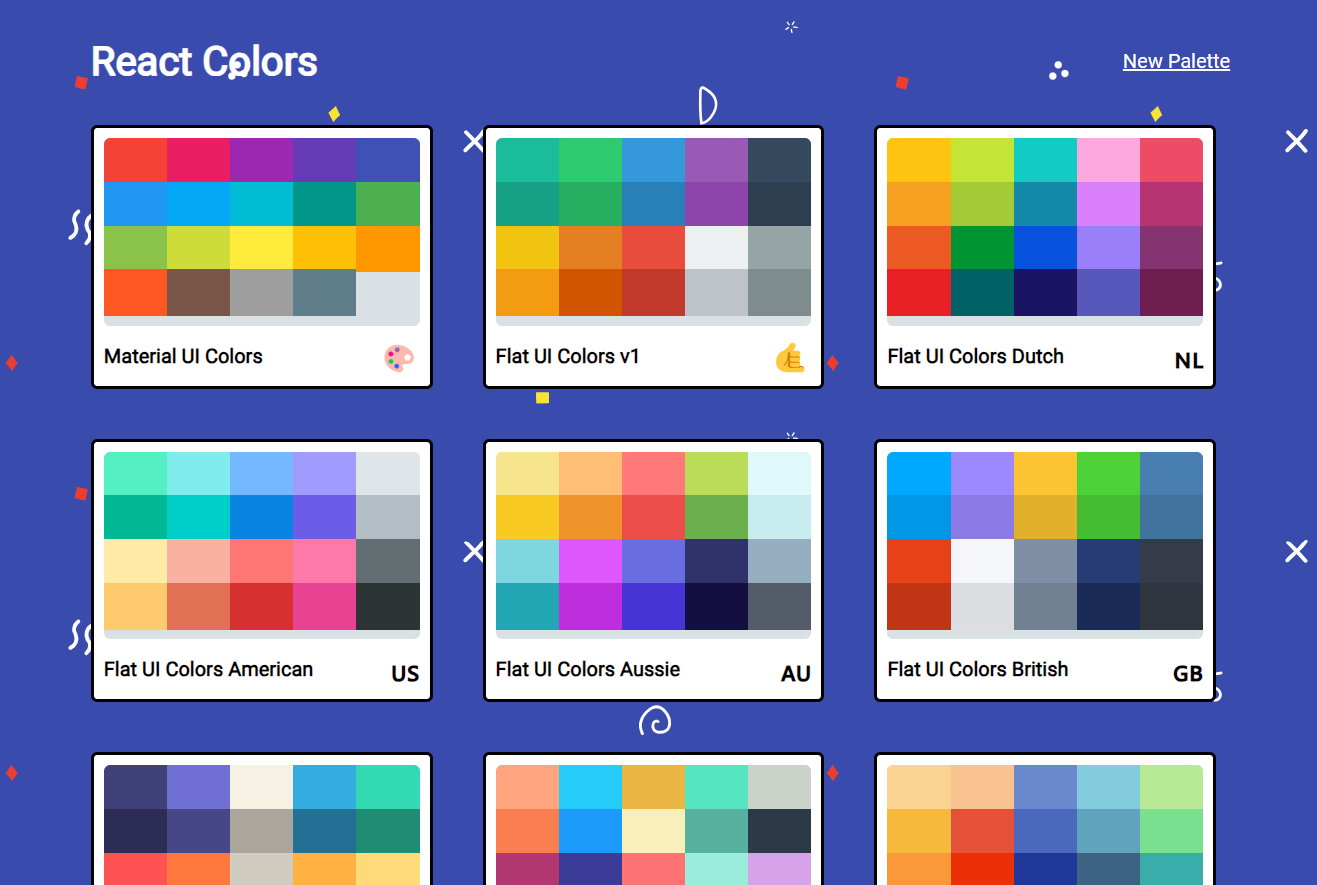 React Colors
New Palette
Material UI Colors
Flat UI Colors v1
Flat UI Colors Dutch
NL
Flat UI Colors American
US
Flat UI Colors Aussie
AU
Flat UI Colors British
GB